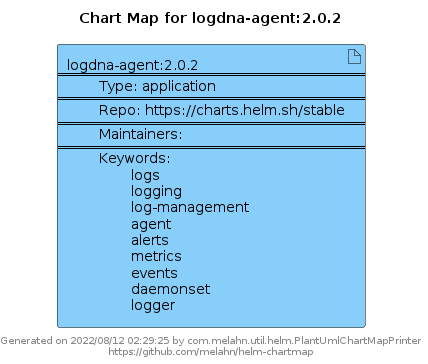 Chart Map for logdna-agent:2.0.2
logdna-agent:2.0.2
Type: application
Repo: https://charts.helm.sh/stable
Maintainers:
Keywords:
logs
logging
log-management
agent
alerts
metrics
events
daemonset
logger
Generated on 2022/08/12 02:29:25 by com.melahn.util.helm.PlantUmlChartMapPrinter
https://github.com/melahn/helm-chartmap